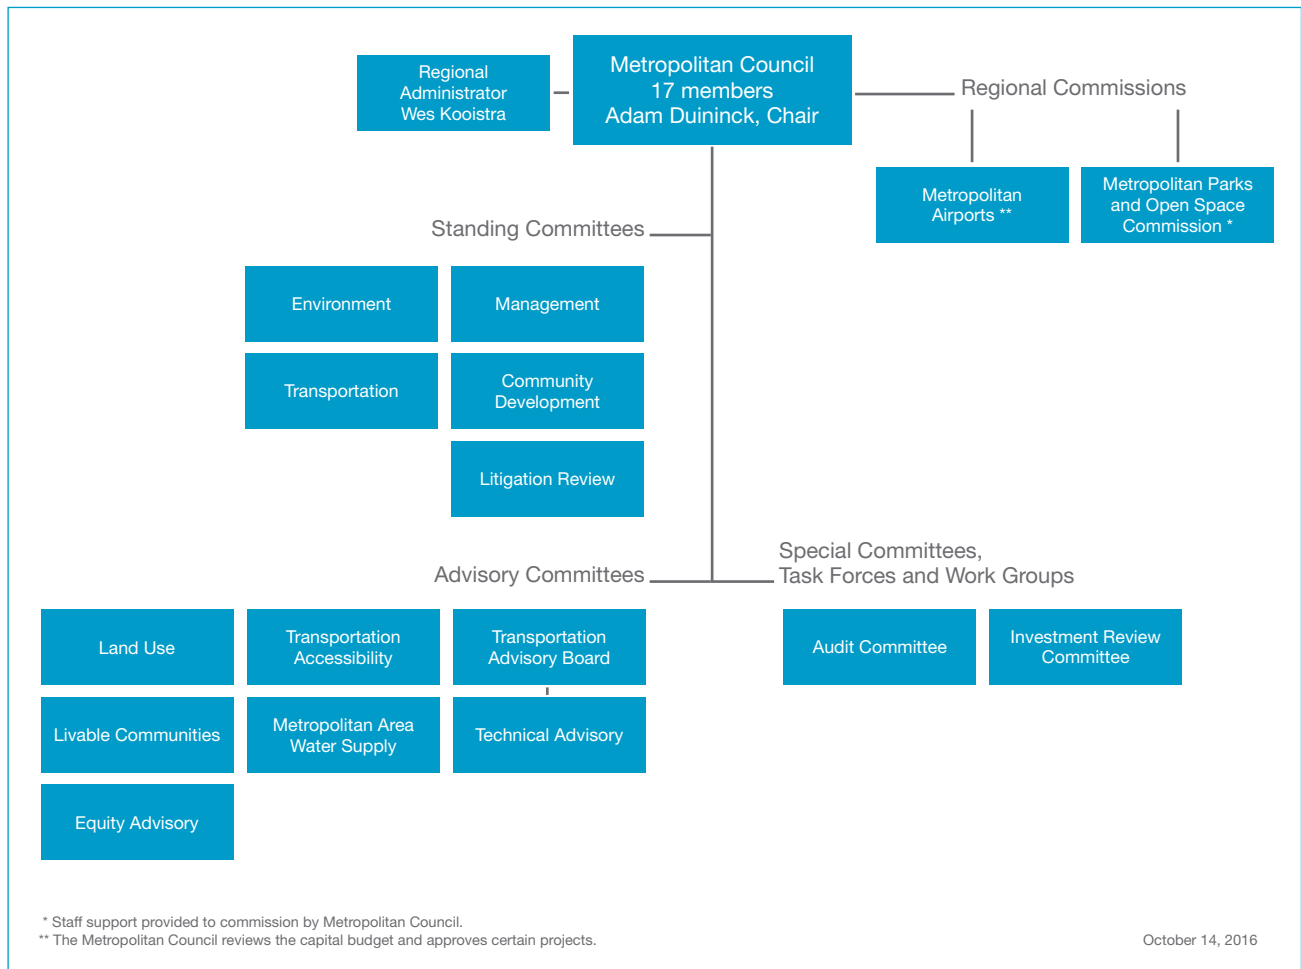 Regional
Administrator
Wes Kooistra
Metropolitan Council
17 members
Adam Duininck, Chair
Regional Commissions
Metropolitan
Airports **
Metropolitan Parks
and Open Space
Commission *
Standing Committees
Environment
Management
Transportation
Community
Development
Litigation Review
Advisory Committees
Special Committees,
Task Forces and Work Groups
Land Use
Transportation
Accessibility
Transportation
Advisory Board
Audit Committee
Investment Review
Committee
Livable Communities
Metropolitan Area
Water Supply
Technical Advisory
Equity Advisory
* Staff support provided to commission by Metropolitan Council.
** The Metropolitan Council reviews the capital budget and approves certain projects.
October 14, 2016